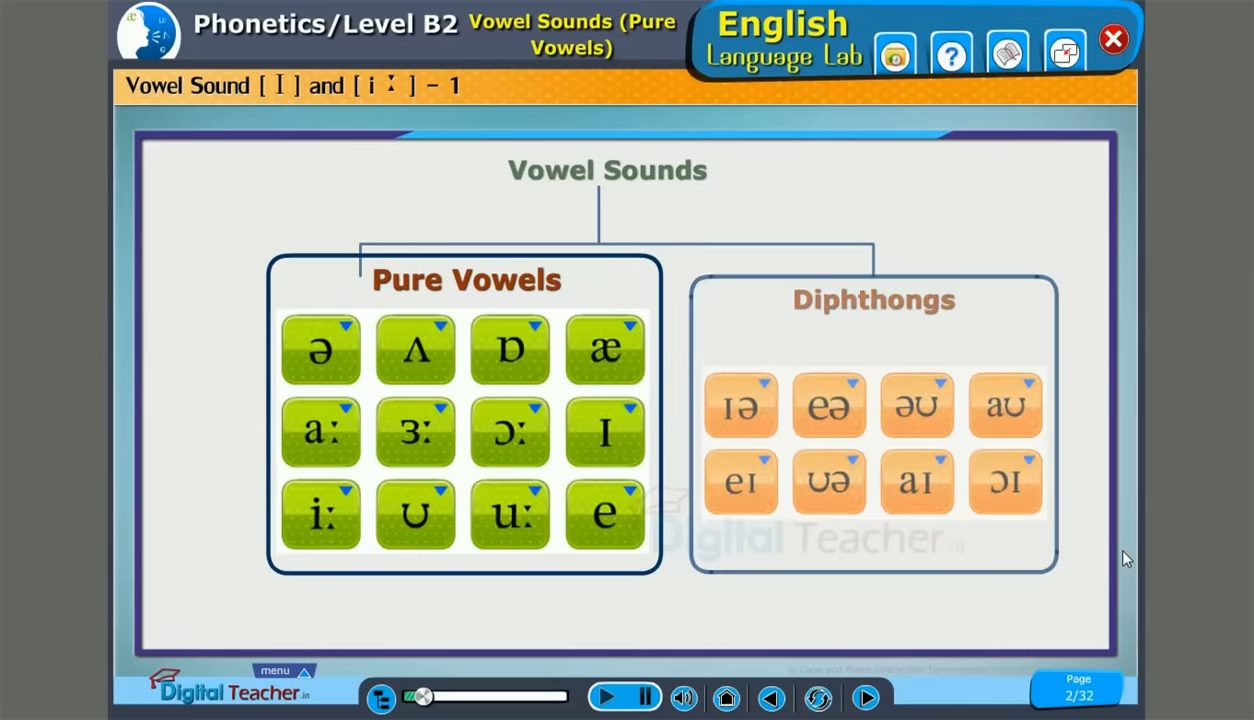 Phonetics/Level B2
Vowel Sounds (Pure
Vowels)
English
Language Lab
Vowel Sound [ I ] and [ i ː ] - 1
Vowel Sounds
Pure Vowels
ə ʌ ɒ æ
aː ɜː ɔː ɪ
iː ʊ uː e
Diphthongs
ɪə eə əʊ aʊ
eɪ ʊə aɪ ɔɪ
Digital Teacher.in
menu
Digital Teacher.in
Page
2/32